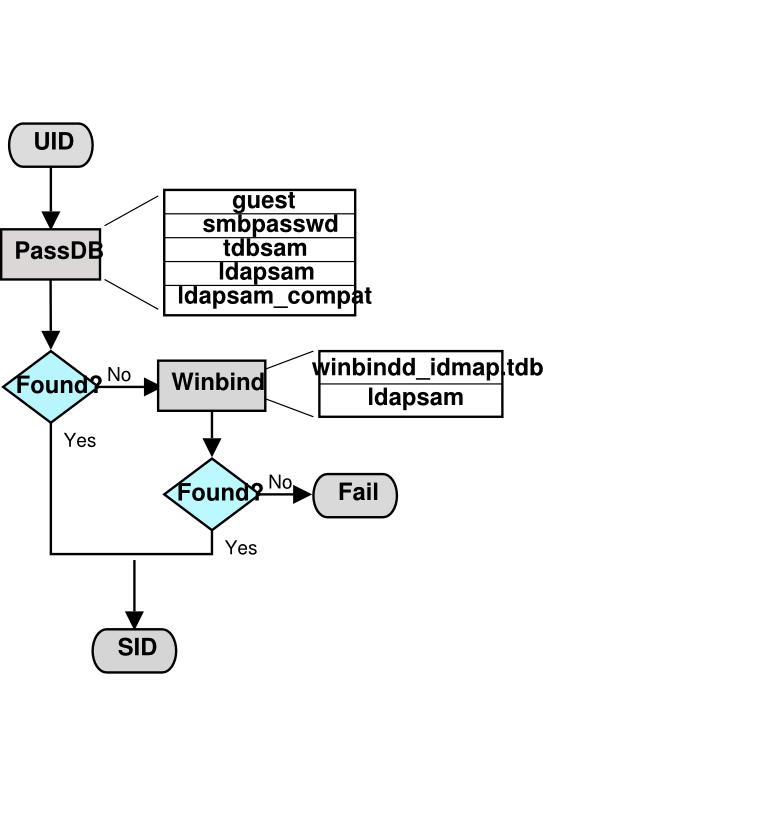 UID
guest
smbpasswd
PassDB
tdbsam
ldapsam
ldapsam_compat
winbindd_idmap.tdb
Found?
No
Winbind
ldapsam
Yes
Found?
No
Fail
Yes
SID